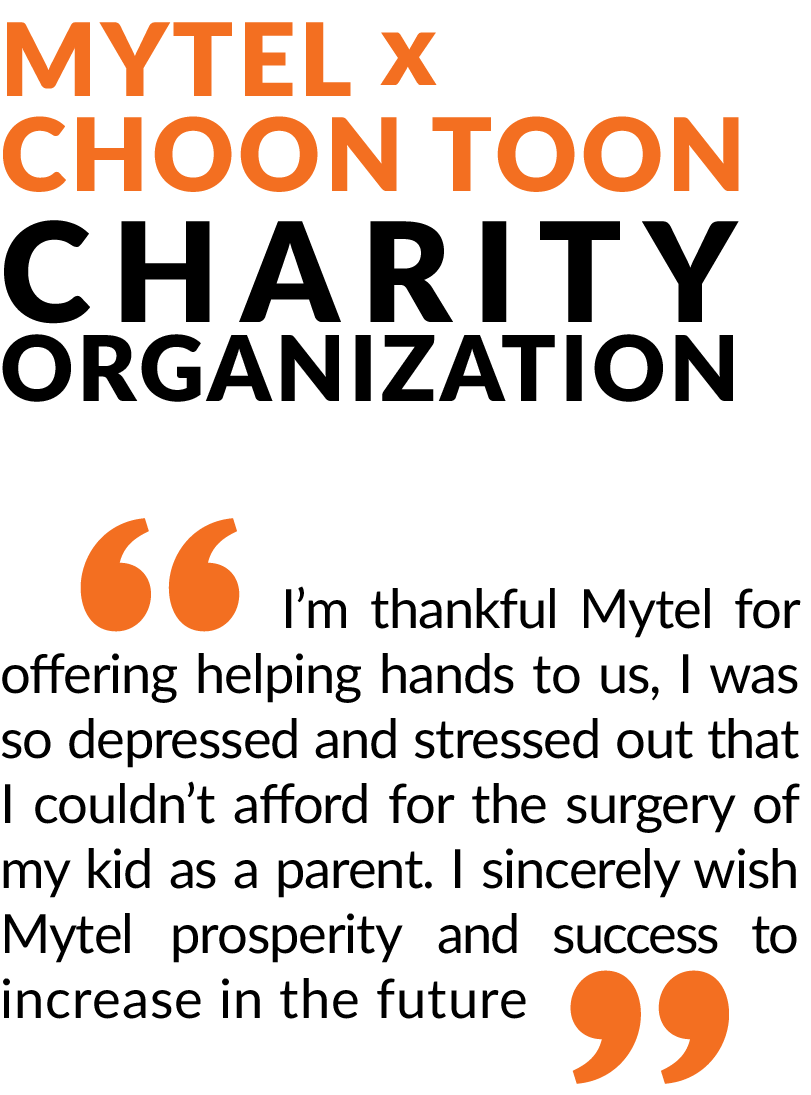 MYTEL x
CHOON TOON
CHARITY
ORGANIZATION
“ I’m thankful Mytel for
offering helping hands to us, I was
so depressed and stressed out that
I couldn’t afford for the surgery of
my kid as a parent. I sincerely wish
Mytel prosperity and success to
increase in the future ”